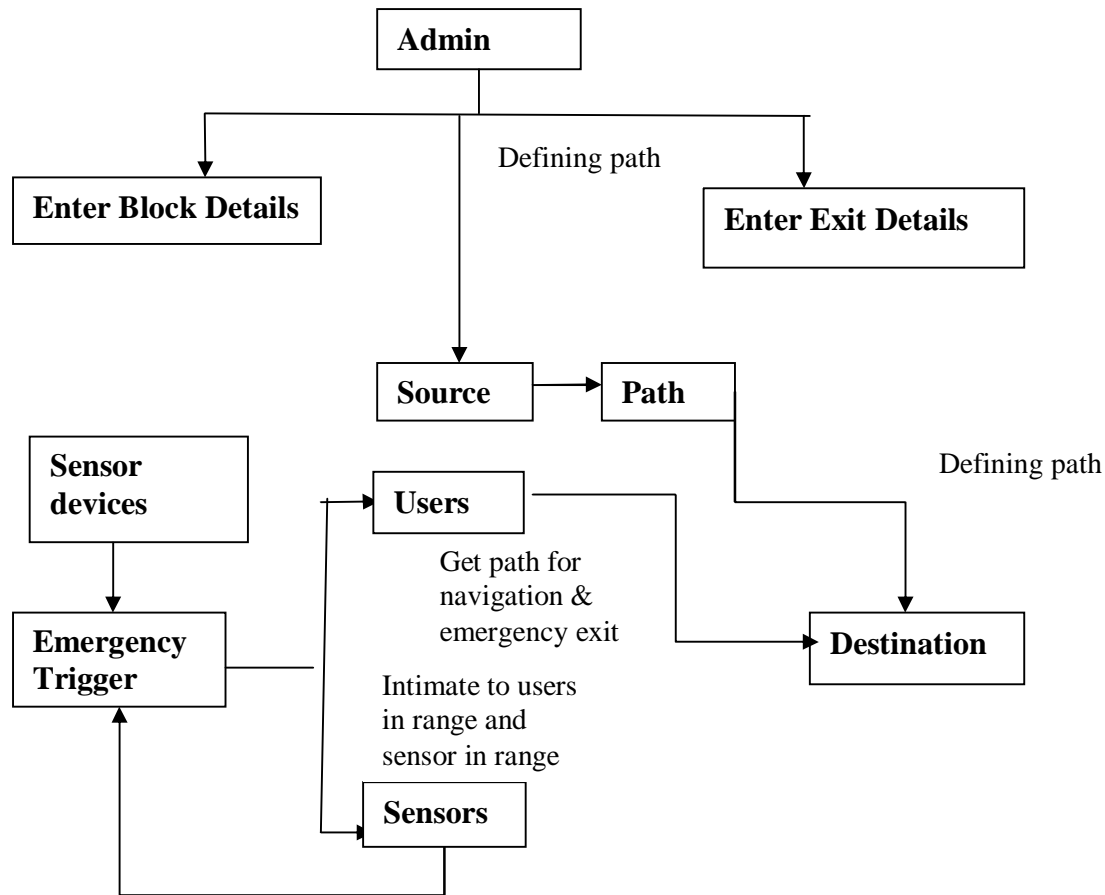 Admin
Defining path
Enter Block Details
Enter Exit Details
Source
Path
Sensor
devices
Defining path
Users
Get path for
navigation &
emergency exit
Emergency
Trigger
Destination
Intimate to users
in range and
sensor in range
Sensors